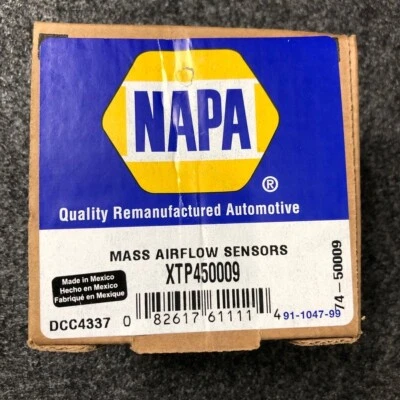 NAPA
®
Quality Remanufactured Automotive
MASS AIRFLOW SENSORS
XTP450009
Made in Mexico
Hecho en Mexico
Fabriqué en Mexique
DCC4337
0 82617 61111 4
91-1047-99
74-50009